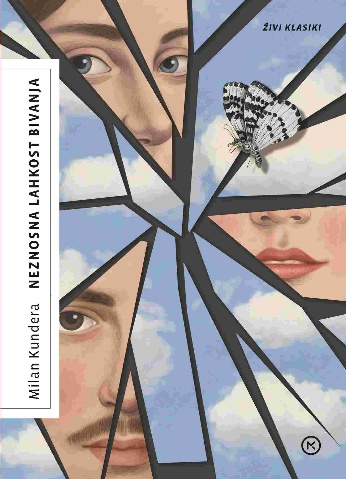 ŽIVI KLASIKI
Milan Kundera NEZNOSNA LAHKOST BIVANJA
M